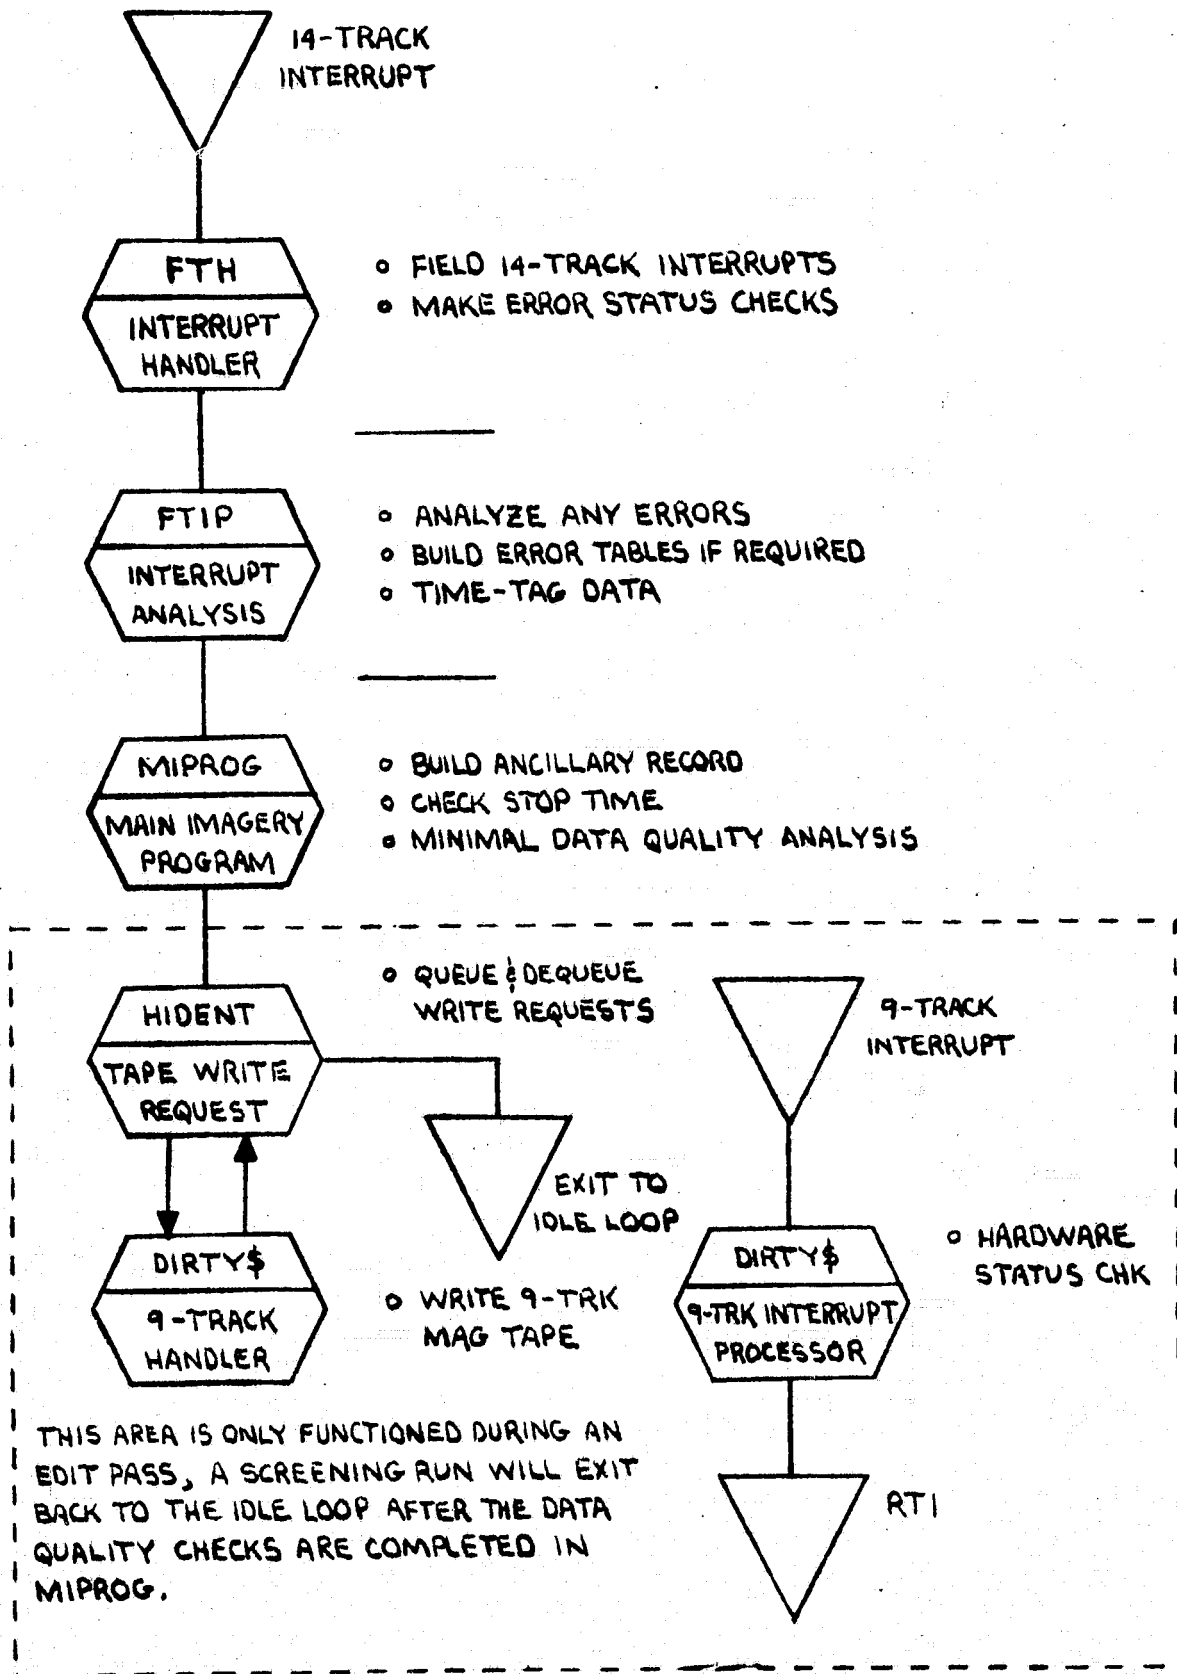 14-TRACK
INTERRUPT
FTH
INTERRUPT
HANDLER
o FIELD 14-TRACK INTERRUPTS
o MAKE ERROR STATUS CHECKS
FTIP
INTERRUPT
ANALYSIS
o ANALYZE ANY ERRORS
o BUILD ERROR TABLES IF REQUIRED
o TIME-TAG DATA
MIPROG
MAIN IMAGERY
PROGRAM
o BUILD ANCILLARY RECORD
o CHECK STOP TIME
o MINIMAL DATA QUALITY ANALYSIS
HIDENT
TAPE WRITE
REQUEST
o QUEUE & DEQUEUE
WRITE REQUESTS
EXIT TO
IDLE LOOP
DIRTY$
9-TRACK
HANDLER
o WRITE 9-TRK
MAG TAPE
9-TRACK
INTERRUPT
DIRTY$
9-TRK INTERRUPT
PROCESSOR
o HARDWARE
STATUS CHK
RTI
THIS AREA IS ONLY FUNCTIONED DURING AN
EDIT PASS, A SCREENING RUN WILL EXIT
BACK TO THE IDLE LOOP AFTER THE DATA
QUALITY CHECKS ARE COMPLETED IN
MIPROG.